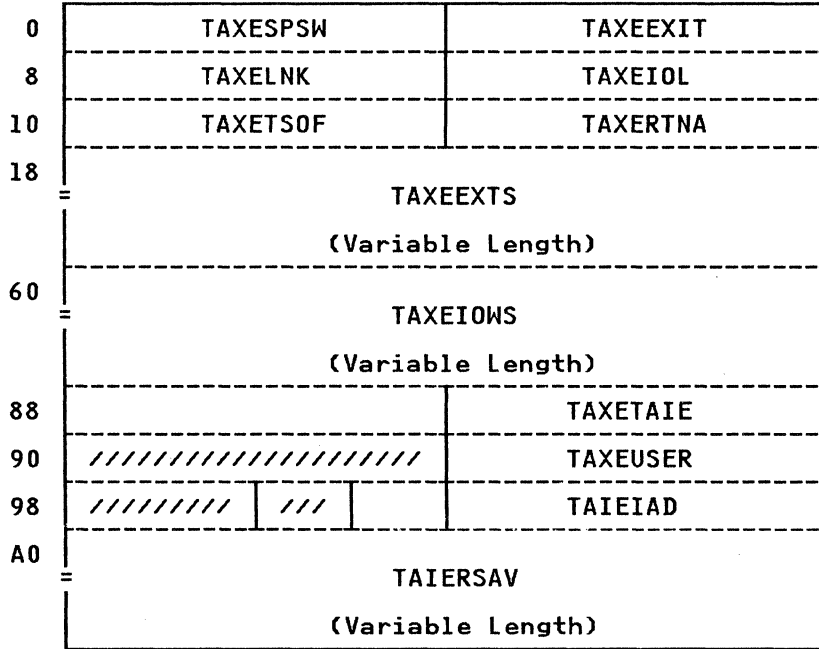 0 TAXESPSW TAXEEXIT
8 TAXELNK TAXEIOL
10 TAXETSOF TAXERTNA
18
= TAXEEXTS
(Variable Length)
60
= TAXEIOWS
(Variable Length)
88 TAXETAIE
90 ///////////////////// TAXEUSER
98 ///////// /// TAIEIAD
A0
= TAIERSAV
(Variable Length)